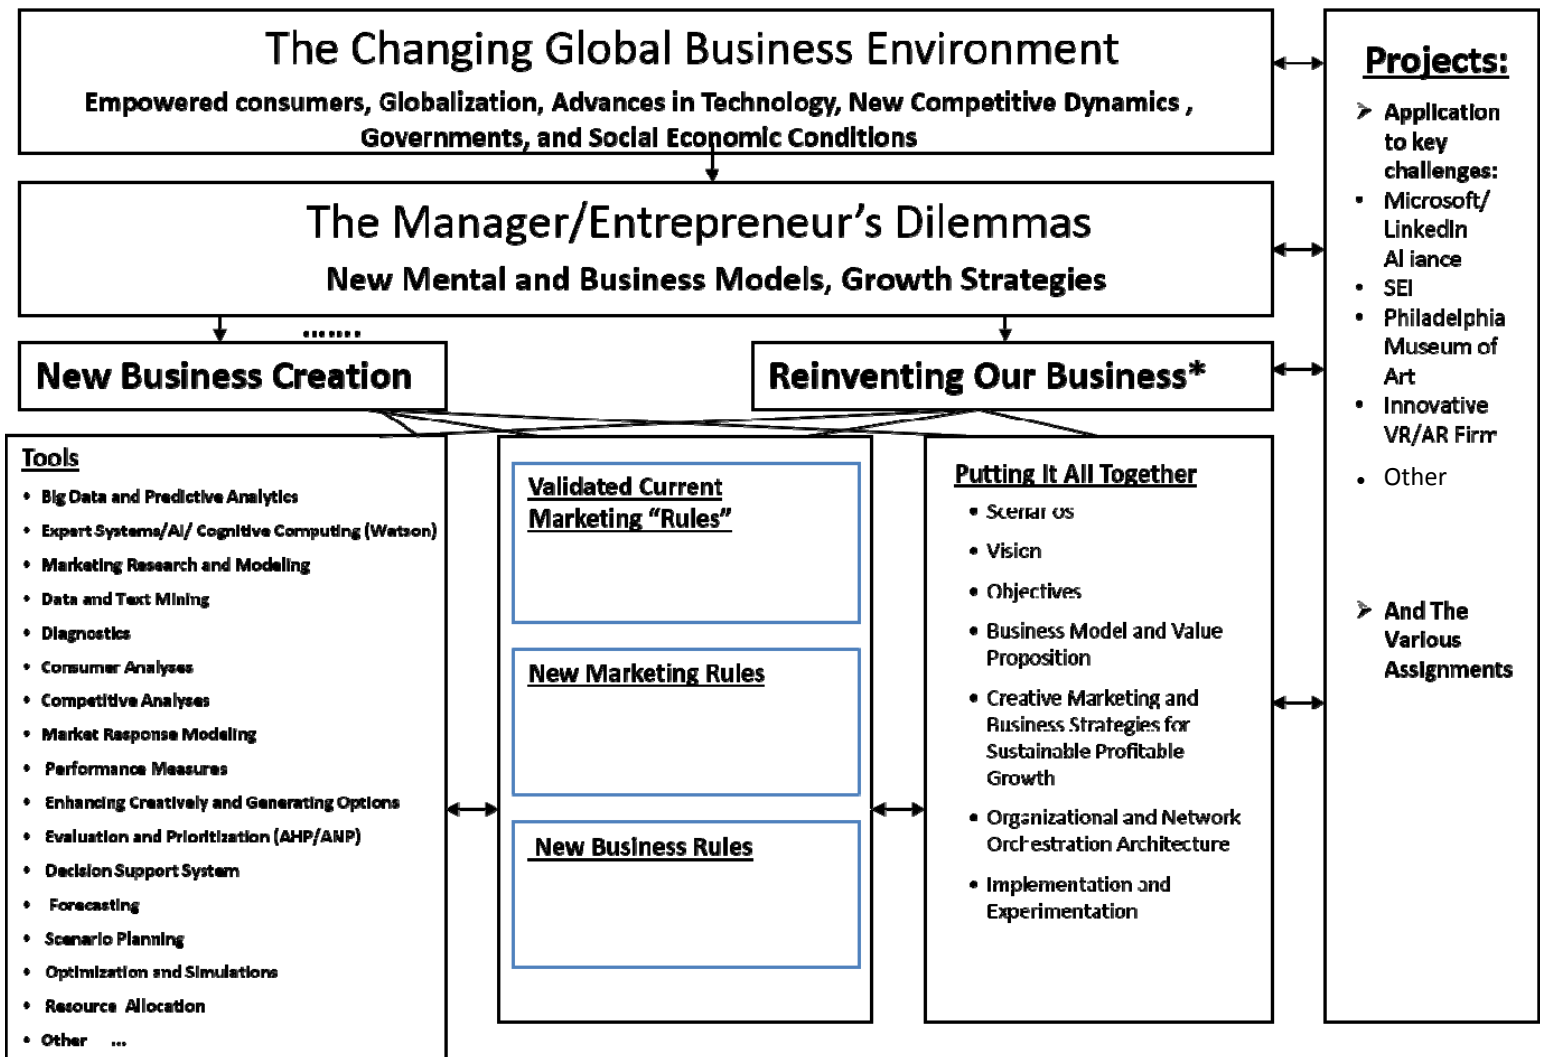 The Changing Global Business Environment
Empowered consumers, Globalization, Advances in Technology, New Competitive Dynamics ,
Governments, and Social Economic Conditions
The Manager/Entrepreneur's Dilemmas
New Mental and Business Models, Growth Strategies
.......
New Business Creation
Reinventing Our Business*
Tools
• Big Data and Predictive Analytics
• Expert Systems/AI/ Cognitive Computing (Watson)
• Marketing Research and Modeling
• Data and Text Mining
• Diagnostics
• Consumer Analyses
• Competitive Analyses
• Market Response Modeling
• Performance Measures
• Enhancing Creatively and Generating Options
• Evaluation and Prioritization (AHP/ANP)
• Decision Support System
• Forecasting
• Scenario Planning
• Optimization and Simulations
• Resource Allocation
• Other ...
Validated Current
Marketing “Rules”
New Marketing Rules
New Business Rules
Putting It All Together
• Scenar os
• Vision
• Objectives
• Business Model and Value
Proposition
• Creative Marketing and
Business Strategies for
Sustainable Profitable
Growth
• Organizational and Network
Orchestration Architecture
• Implementation and
Experimentation
Projects:
➢ Application
to key
challenges:
• Microsoft/
LinkedIn
Al iance
• SEI
• Philadelphia
Museum of
Art
• Innovative
VR/AR Firm
• Other
➢ And The
Various
Assignments